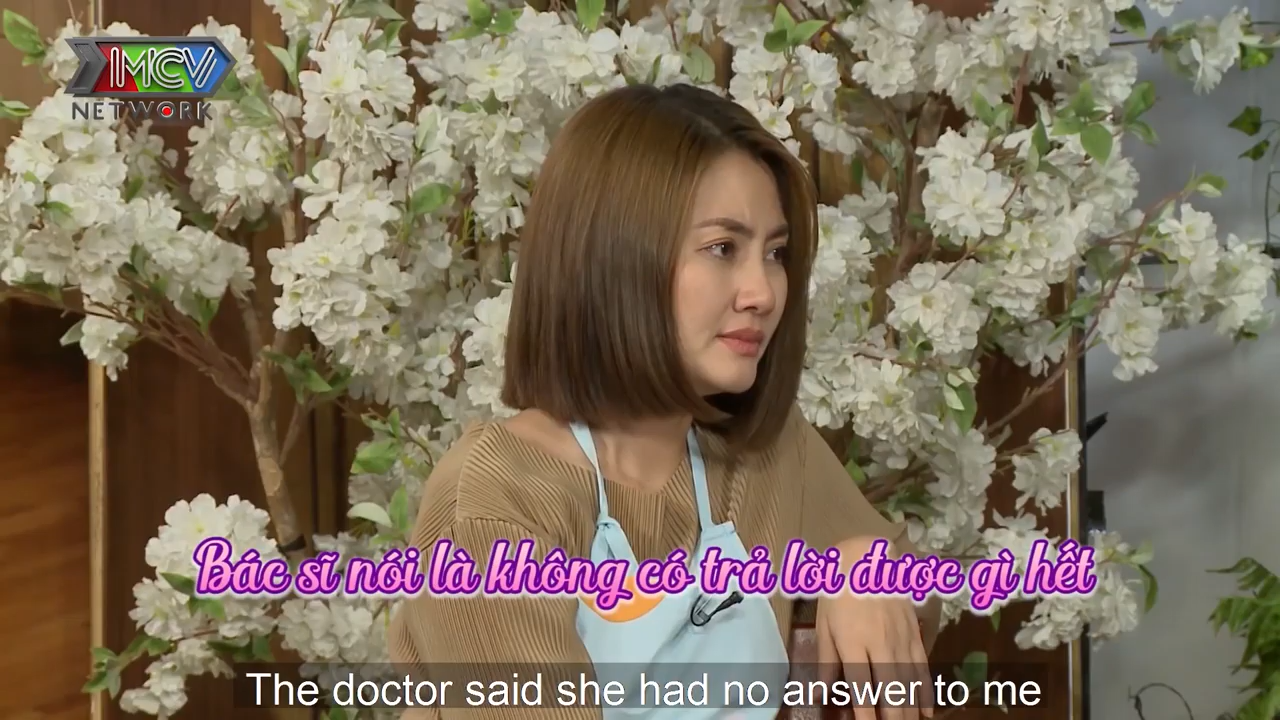 MCV
NETWORK
Bác sĩ nói là không có trả lời được gì hết
The doctor said she had no answer to me